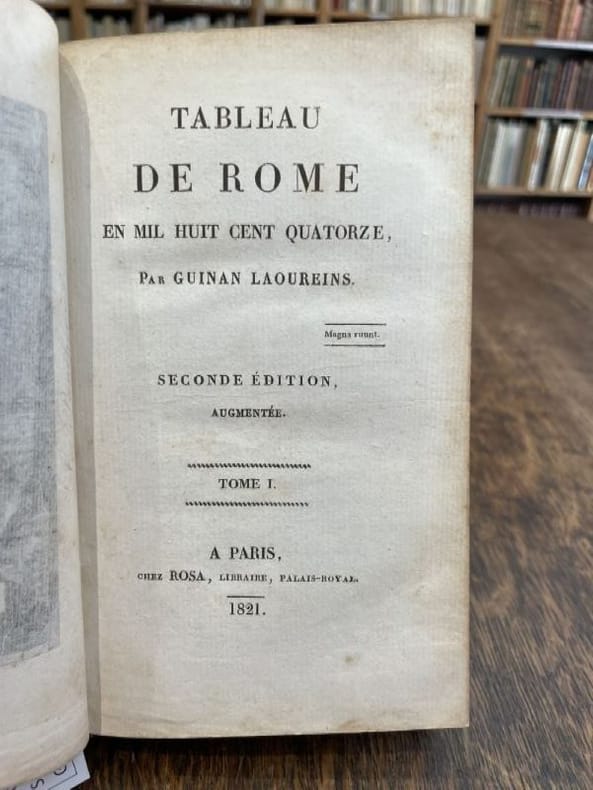 TABLEAU
DE ROME
EN MIL HUIT CENT QUATORZE,
PAR GUINAN LAOUREINS.
Magna ruunt.
SECONDE ÉDITION,
AUGMENTÉE.
TOME I.
A PARIS,
CHEZ ROSA, LIBRAIRE, PALAIS-ROYAL.
1821.